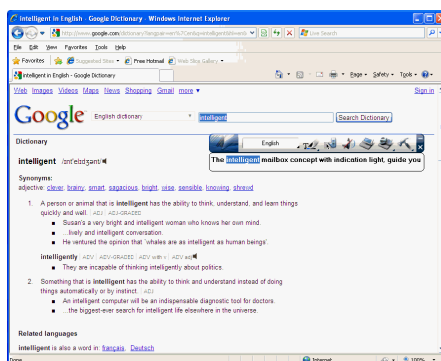 intelligent in English - Google Dictionary - Windows Internet Explorer
Live Search
File Edit View Favorites Tools Help
Favorites Suggested Sites Free Hotmail Web Slice Gallery
intelligent in English - Google Dictionary Page Safety Tools
Web Images Videos Maps News Shopping Gmail more Sign in
Google English dictionary intelligent Search Dictionary
Dictionary English
intelligent /ɪntˈelɪdʒənt/ The intelligent mailbox concept with indication light, guide you
Synonyms:
adjective: clever, brainy, smart, sagacious, bright, wise, sensible, knowing, shrewd
1. A person or animal that is intelligent has the ability to think, understand, and learn things
quickly and well. ADJ ADJ-GRADED
Susan's a very bright and intelligent woman who knows her own mind.
...lively and intelligent conversation.
He ventured the opinion that `whales are as intelligent as human beings'.
intelligently ADV ADV-GRADED ADV with v ADV adj
They are incapable of thinking intelligently about politics.
2. Something that is intelligent has the ability to think and understand instead of doing
things automatically or by instinct. ADJ
An intelligent computer will be an indispensable diagnostic tool for doctors.
...the biggest-ever search for intelligent life elsewhere in the universe.
Related languages
intelligent is also a word in: français, Deutsch
Done Internet 100%